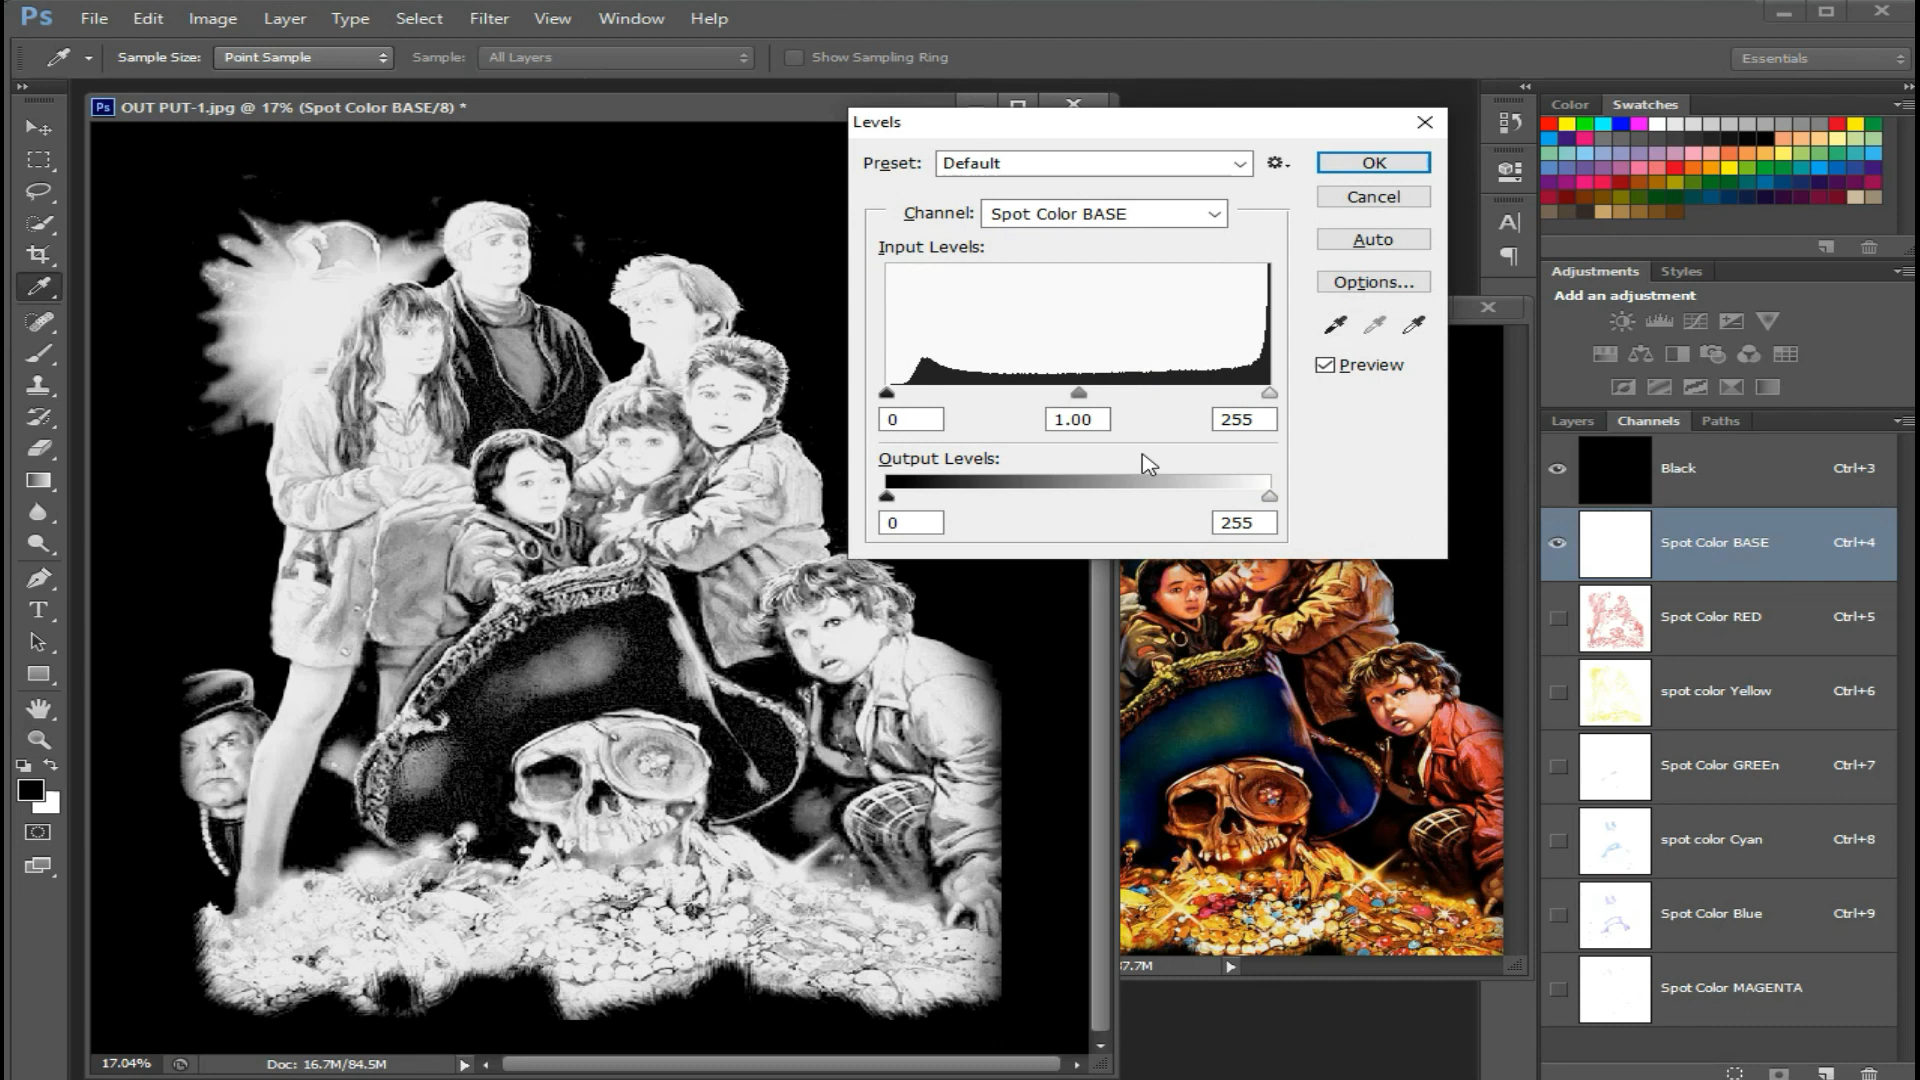 Ps File Edit Image Layer Type Select Filter View Window Help
Sample Size: Point Sample Sample: All Layers Show Sampling Ring Essentials
Ps OUT PUT-1.jpg @ 17% (Spot Color BASE/8) *
Levels
Preset: Default
OK
Channel: Spot Color BASE
Cancel
Input Levels:
Auto
Options...
Preview
0 1.00 255
Output Levels:
0 255
Color Swatches
Adjustments Styles
Add an adjustment
Layers Channels Paths
Black Ctrl+3
Spot Color BASE Ctrl+4
Spot Color RED Ctrl+5
spot color Yellow Ctrl+6
Spot Color GREEn Ctrl+7
spot color Cyan Ctrl+8
Spot Color Blue Ctrl+9
Spot Color MAGENTA
37.7M
17.04% Doc: 16.7M/84.5M